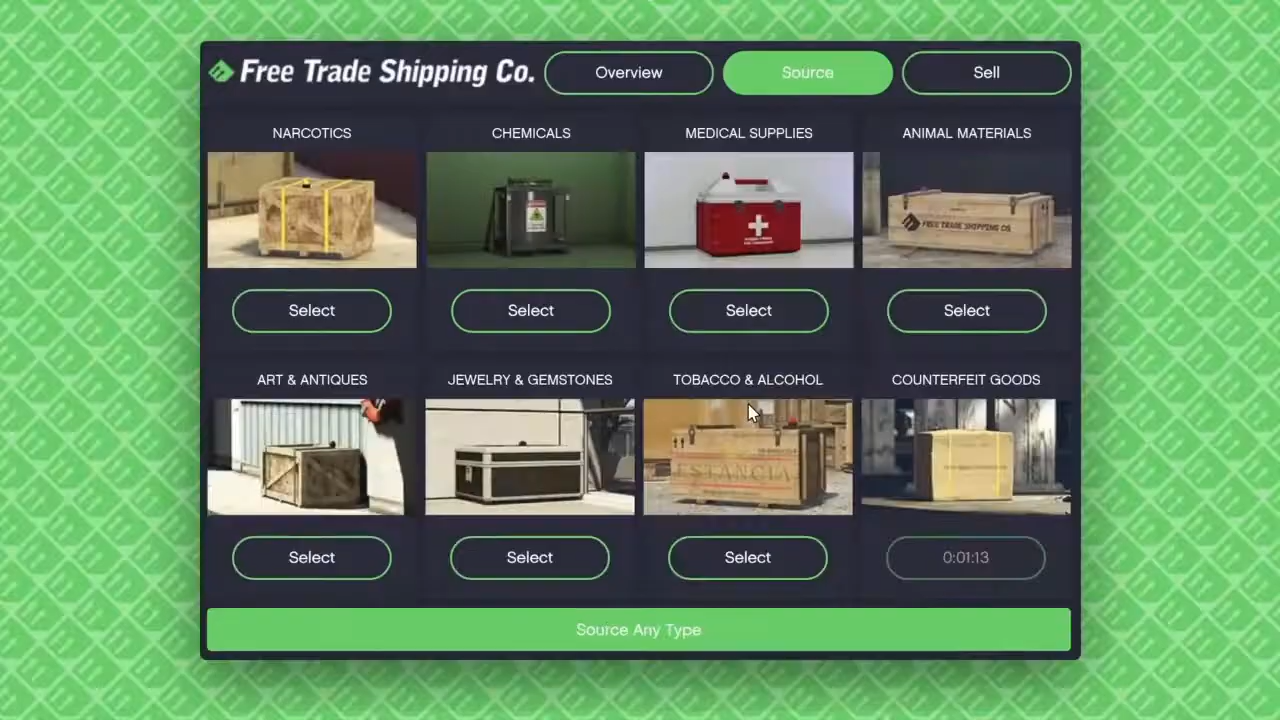 Free Trade Shipping Co.
Overview
Source
Sell
NARCOTICS
CHEMICALS
MEDICAL SUPPLIES
ANIMAL MATERIALS
FREE TRADE SHIPPING CO.
Select
Select
Select
Select
ART & ANTIQUES
JEWELRY & GEMSTONES
TOBACCO & ALCOHOL
COUNTERFEIT GOODS
ESTANCIA
Select
Select
Select
0:01:13
Source Any Type